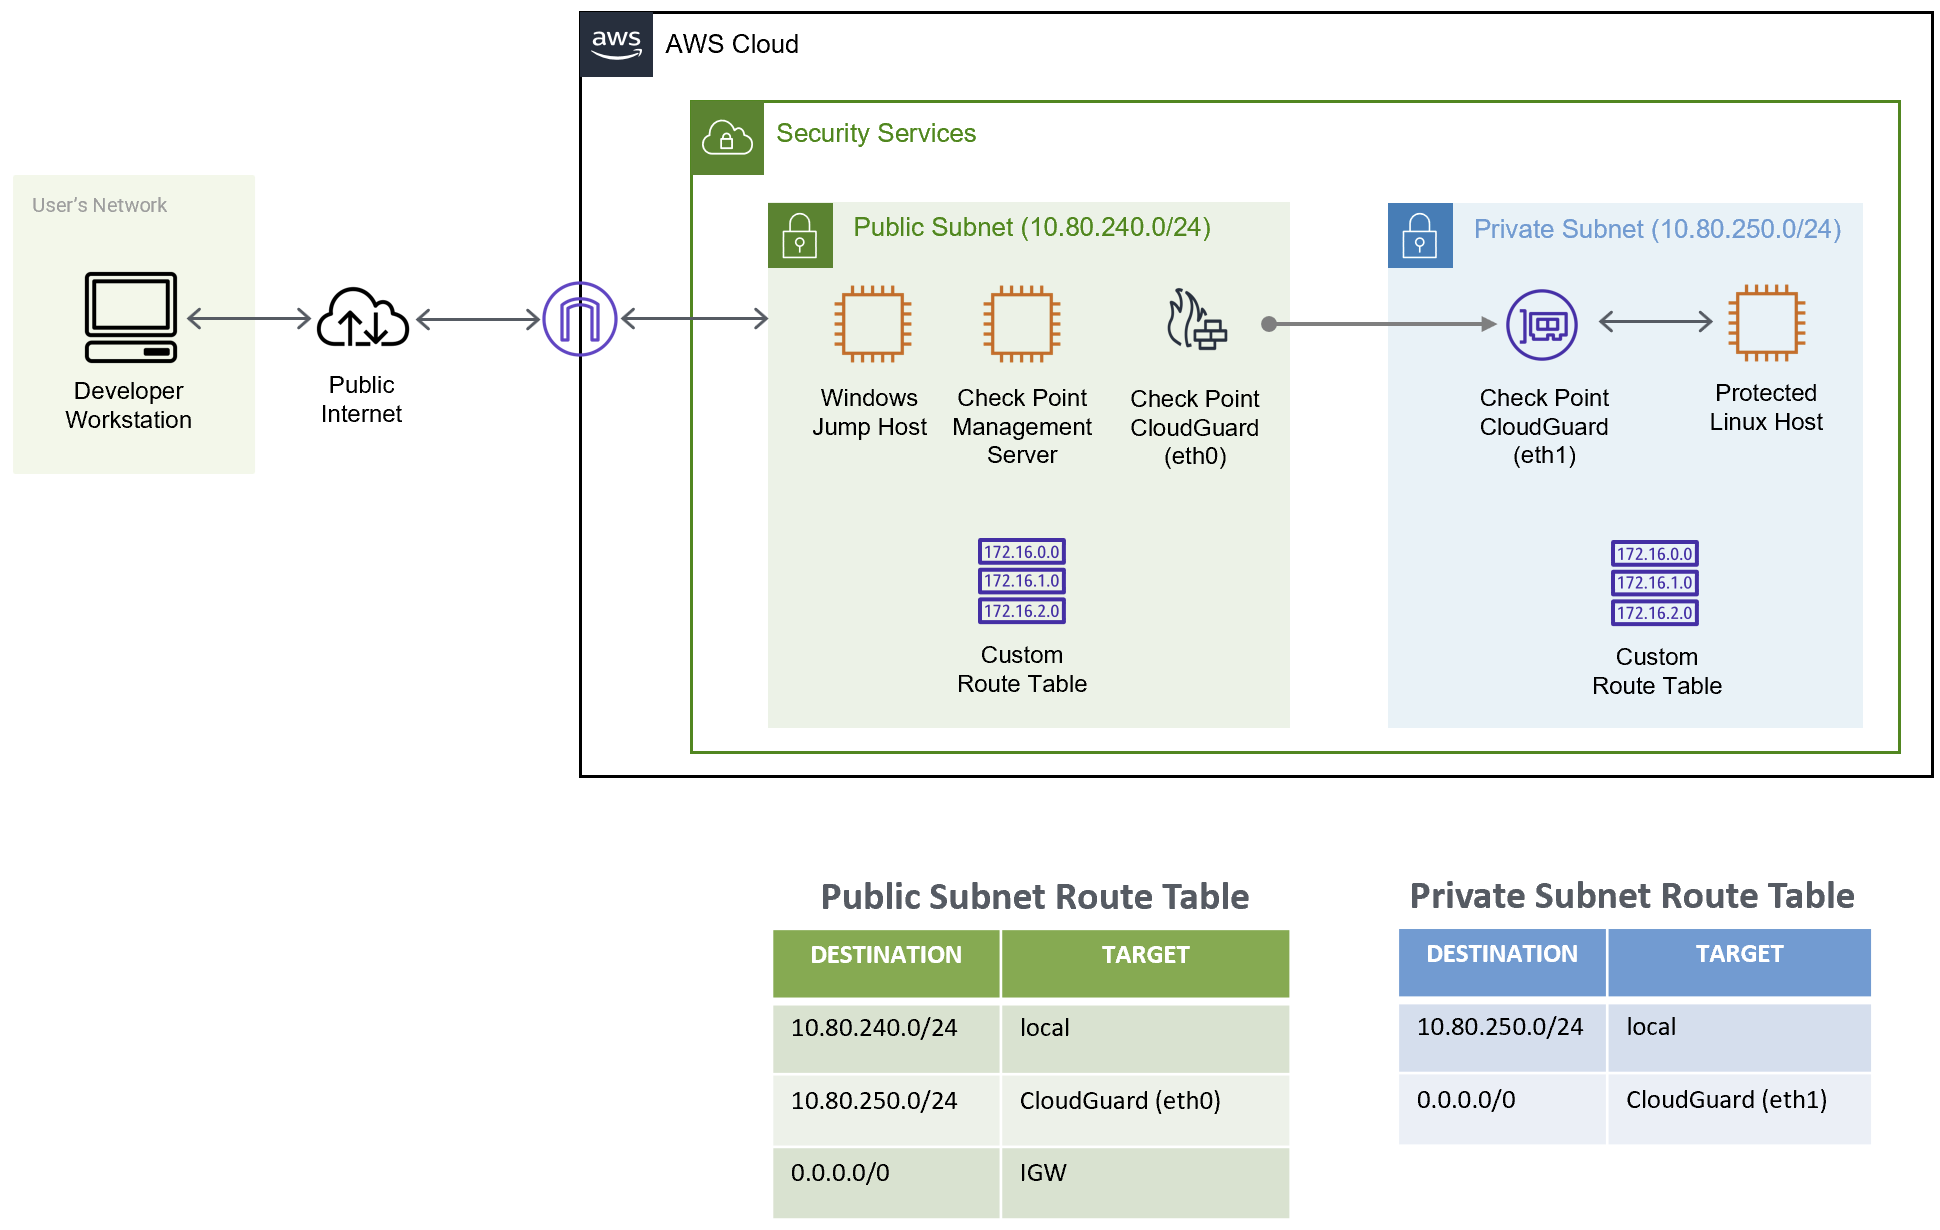 aws
AWS Cloud
Security Services
User's Network
Public Subnet (10.80.240.0/24)
Private Subnet (10.80.250.0/24)
Developer
Workstation
Public
Internet
Windows
Jump Host
Check Point
Management
Server
Check Point
CloudGuard
(eth0)
Check Point
CloudGuard
(eth1)
Protected
Linux Host
172.16.0.0
172.16.1.0
172.16.2.0
Custom
Route Table
172.16.0.0
172.16.1.0
172.16.2.0
Custom
Route Table
Public Subnet Route Table
DESTINATION TARGET
10.80.240.0/24 local
10.80.250.0/24 CloudGuard (eth0)
0.0.0.0/0 IGW
Private Subnet Route Table
DESTINATION TARGET
10.80.250.0/24 local
0.0.0.0/0 CloudGuard (eth1)